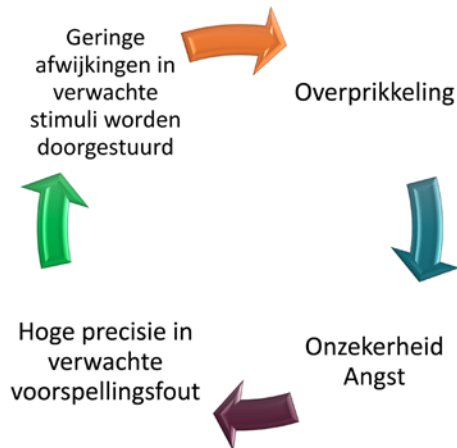 Geringe
afwijkingen in
verwachte
stimuli worden
doorgestuurd
Overprikkeling
Onzekerheid
Angst
Hoge precisie in
verwachte
voorspellingsfout